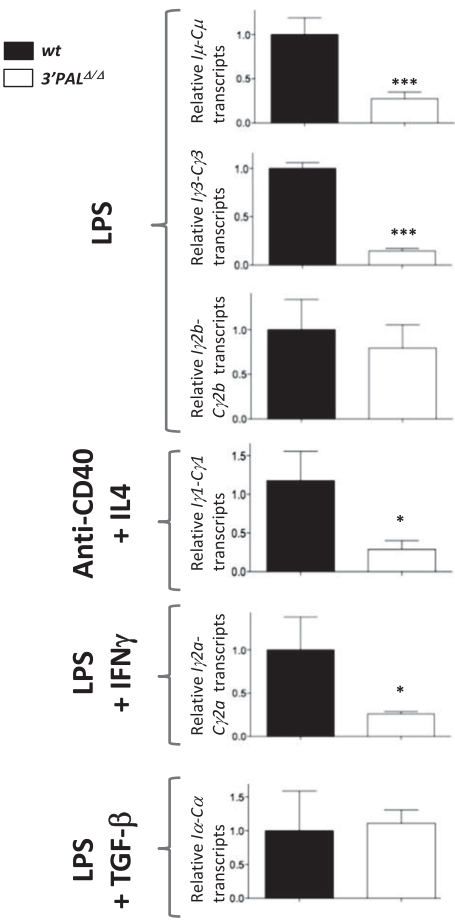 wt
3'PAL Δ/Δ
LPS
Relative Iμ-Cμ
transcripts
1.0
0.5
0.0
***
Relative Iγ3-Cγ3
transcripts
1.0
0.5
0.0
***
Relative Iγ2b-
Cγ2b transcripts
1.0
0.5
0.0
Anti-CD40
+ IL4
Relative Iγ1-Cγ1
transcripts
1.5
1.0
0.5
0.0
*
LPS
+ IFNγ
Relative Iγ2a-
Cγ2a transcripts
1.0
0.5
0.0
*
LPS
+ TGF-β
Relative Iα-Cα
transcripts
1.5
1.0
0.5
0.0